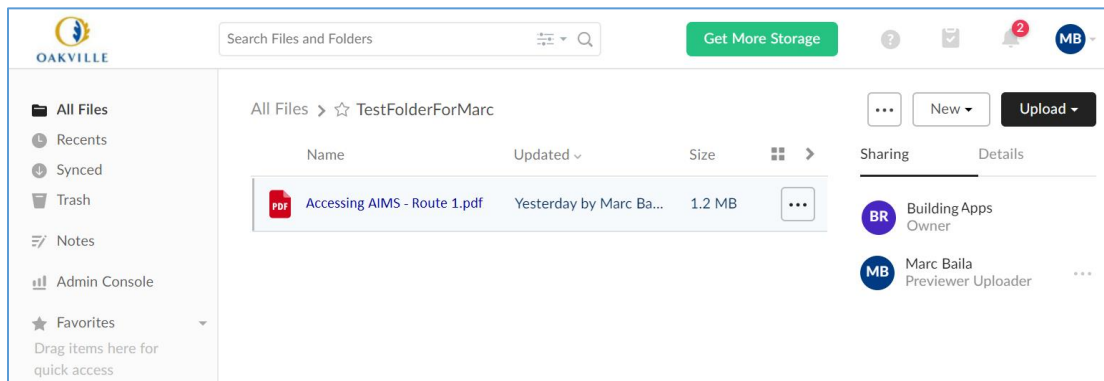 OAKVILLE
Search Files and Folders
Get More Storage
2
MB
All Files
Recents
Synced
Trash
Notes
Admin Console
Favorites
Drag items here for
quick access
All Files > TestFolderForMarc
New
Upload
Name Updated Size
PDF Accessing AIMS - Route 1.pdf Yesterday by Marc Ba... 1.2 MB
Sharing Details
BR Building Apps
Owner
MB Marc Baila
Previewer Uploader